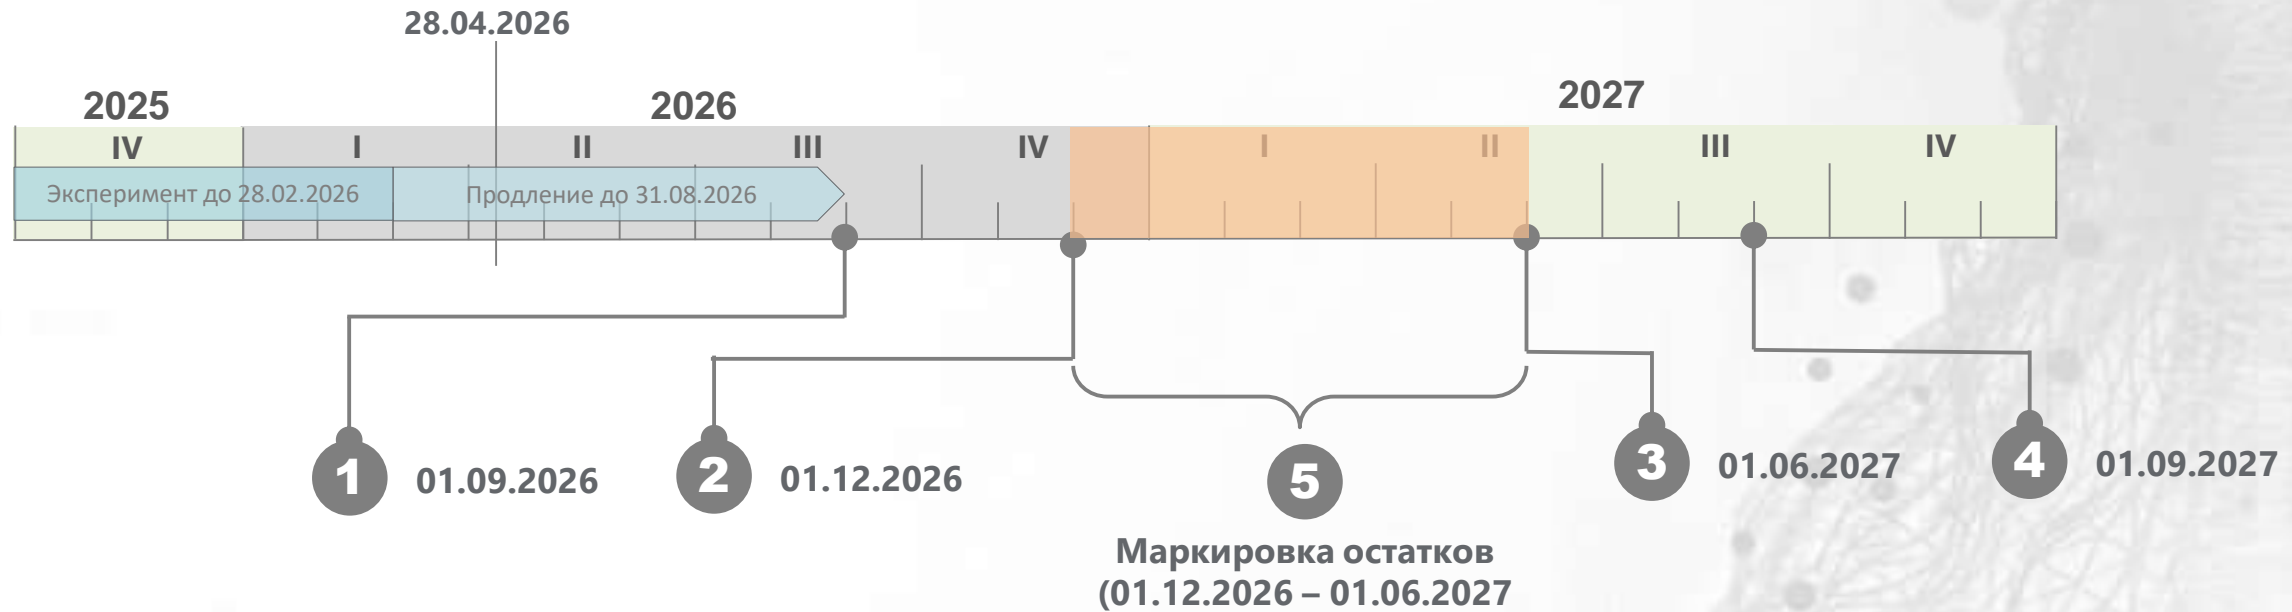 28.04.2026
2025
2026
2027
IV
I
II
III
IV
I
II
III
IV
Эксперимент до 28.02.2026
Продление до 31.08.2026
1
01.09.2026
2
01.12.2026
5
Маркировка остатков
(01.12.2026 – 01.06.2027
3
01.06.2027
4
01.09.2027